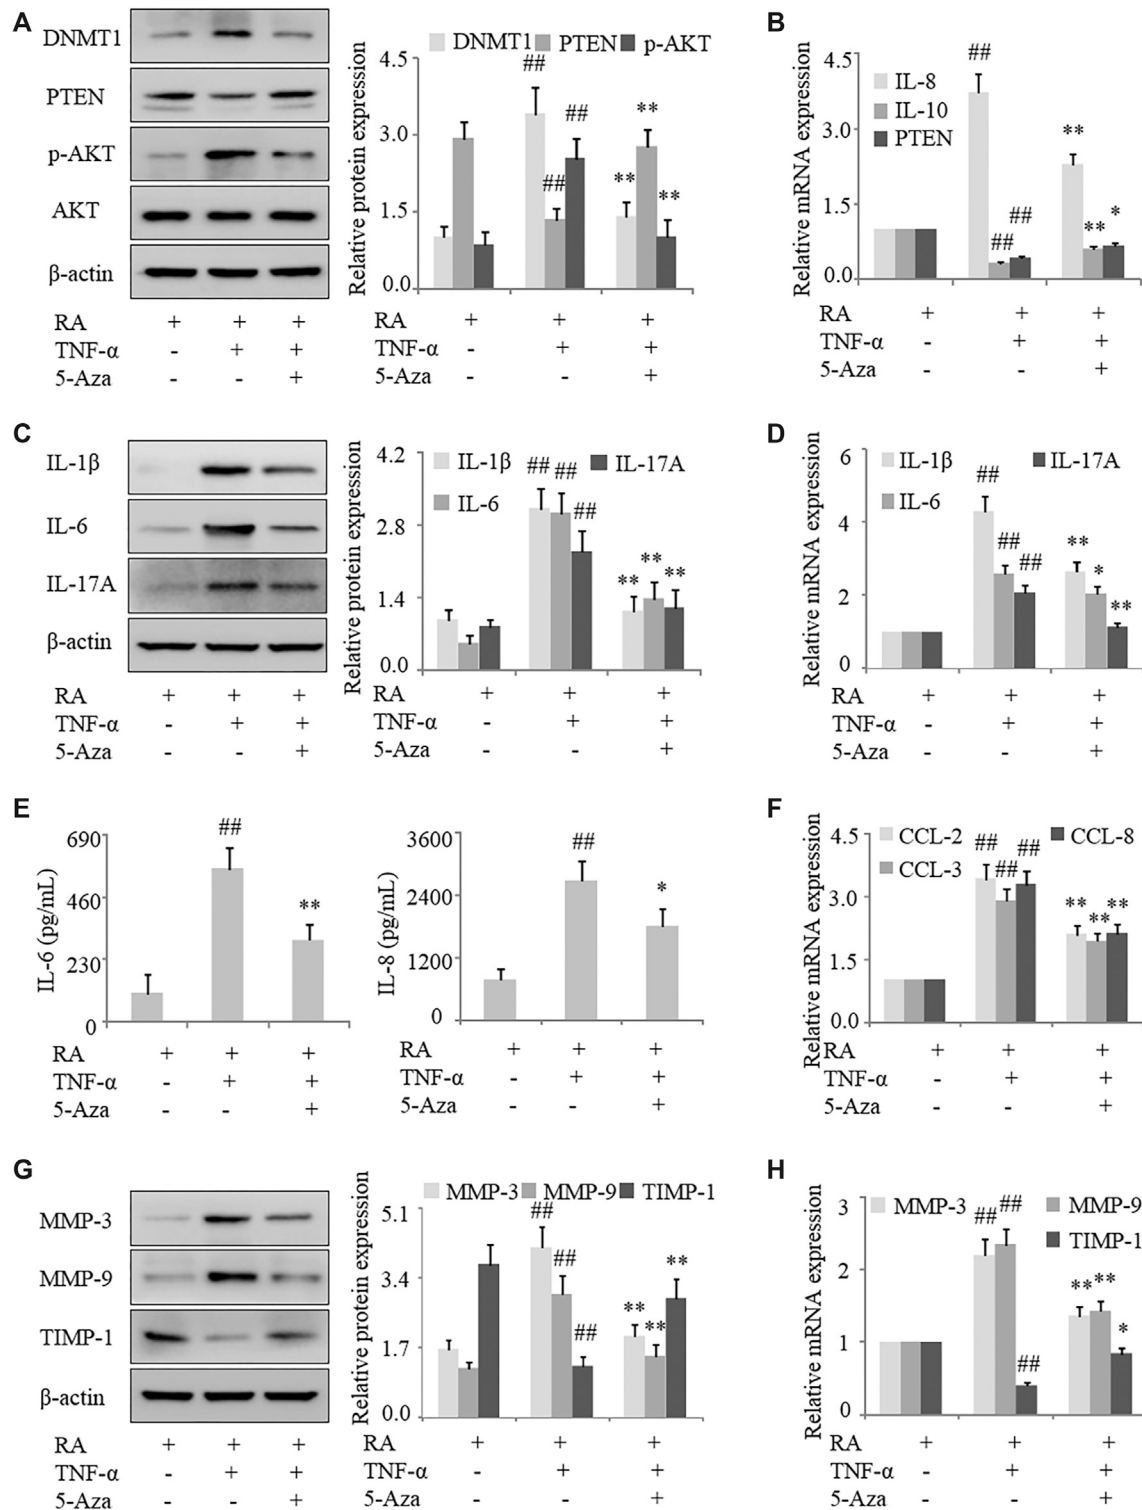 A
DNMT1
PTEN
p-AKT
AKT
β-actin
RA + + +
TNF-α - + +
5-Aza - - +
DNMT1 PTEN p-AKT
Relative protein expression
4.5
3.0
1.5
0.0
## ## ##
** ** **
+ + +
TNF-α - + +
5-Aza - - +
B
IL-8
IL-10
PTEN
Relative mRNA expression
4.5
3.0
1.5
0.0
## ## ##
** ** *
RA + + +
TNF-α - + +
5-Aza - - +
C
IL-1β
IL-6
IL-17A
β-actin
RA + + +
TNF-α - + +
5-Aza - - +
IL-1β IL-17A
IL-6
Relative protein expression
4.2
2.8
1.4
0.0
## ## ##
** ** **
RA + + +
TNF-α - + +
5-Aza - - +
D
IL-1β IL-17A
IL-6
Relative mRNA expression
6
4
2
0
## ## ##
** * **
RA + + +
TNF-α - + +
5-Aza - - +
E
IL-6 (pg/mL)
690
460
230
0
##
**
RA + + +
TNF-α - + +
5-Aza - - +
IL-8 (pg/mL)
3600
2400
1200
0
##
*
RA + + +
TNF-α - + +
5-Aza - - +
F
CCL-2 CCL-8
CCL-3
Relative mRNA expression
4.5
3.0
1.5
0.0
## ## ##
** ** **
RA + + +
TNF-α - + +
5-Aza - - +
G
MMP-3
MMP-9
TIMP-1
β-actin
RA + + +
TNF-α - + +
5-Aza - - +
MMP-3 MMP-9 TIMP-1
Relative protein expression
5.1
3.4
1.7
0.0
## ## ##
** ** **
RA + + +
TNF-α - + +
5-Aza - - +
H
MMP-3 MMP-9
TIMP-1
Relative mRNA expression
3
2
1
0
## ## ##
** ** *
RA + + +
TNF-α - + +
5-Aza - - +